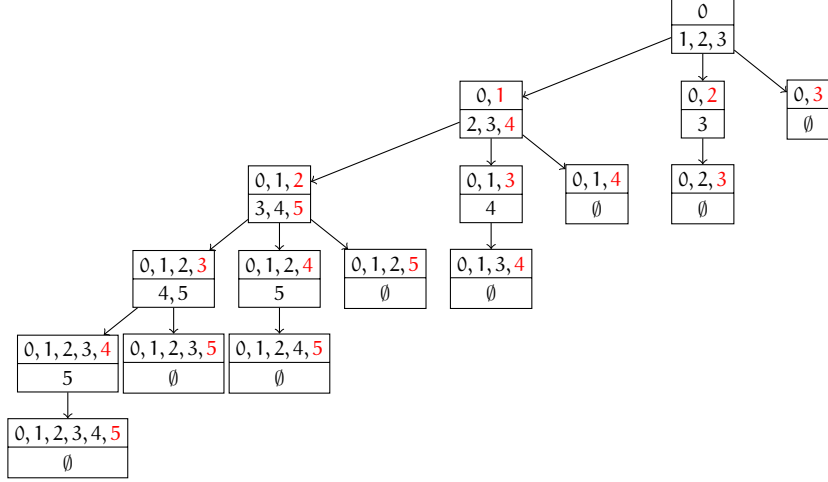 0
1, 2, 3
0, 1
2, 3, 4
0, 2
3
0, 3
∅
0, 1, 2
3, 4, 5
0, 1, 3
4
0, 1, 4
∅
0, 2, 3
∅
0, 1, 2, 3
4, 5
0, 1, 2, 4
5
0, 1, 2, 5
∅
0, 1, 3, 4
∅
0, 1, 2, 3, 4
5
0, 1, 2, 3, 5
∅
0, 1, 2, 4, 5
∅
0, 1, 2, 3, 4, 5
∅